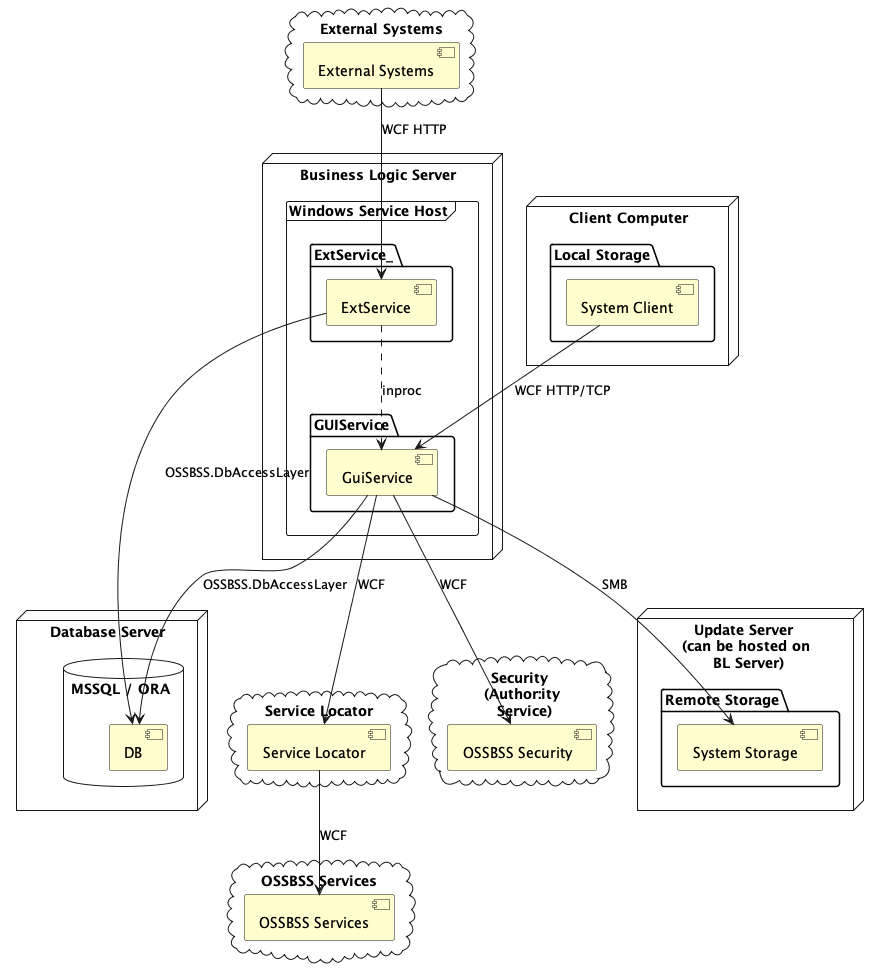 External Systems
External Systems
WCF HTTP
Business Logic Server
Windows Service Host
Client Computer
ExtService_
Local Storage
ExtService
System Client
inproc
WCF HTTP/TCP
GUIService
OSSBSS.DbAccessLayer
GuiService
OSSBSS.DbAccessLayer
WCF
WCF
SMB
Database Server
Update Server
(can be hosted on
BL Server)
MSSQL / ORA
Security
(Authority
Service)
Service Locator
Remote Storage
DB
Service Locator
OSSBSS Security
System Storage
WCF
OSSBSS Services
OSSBSS Services